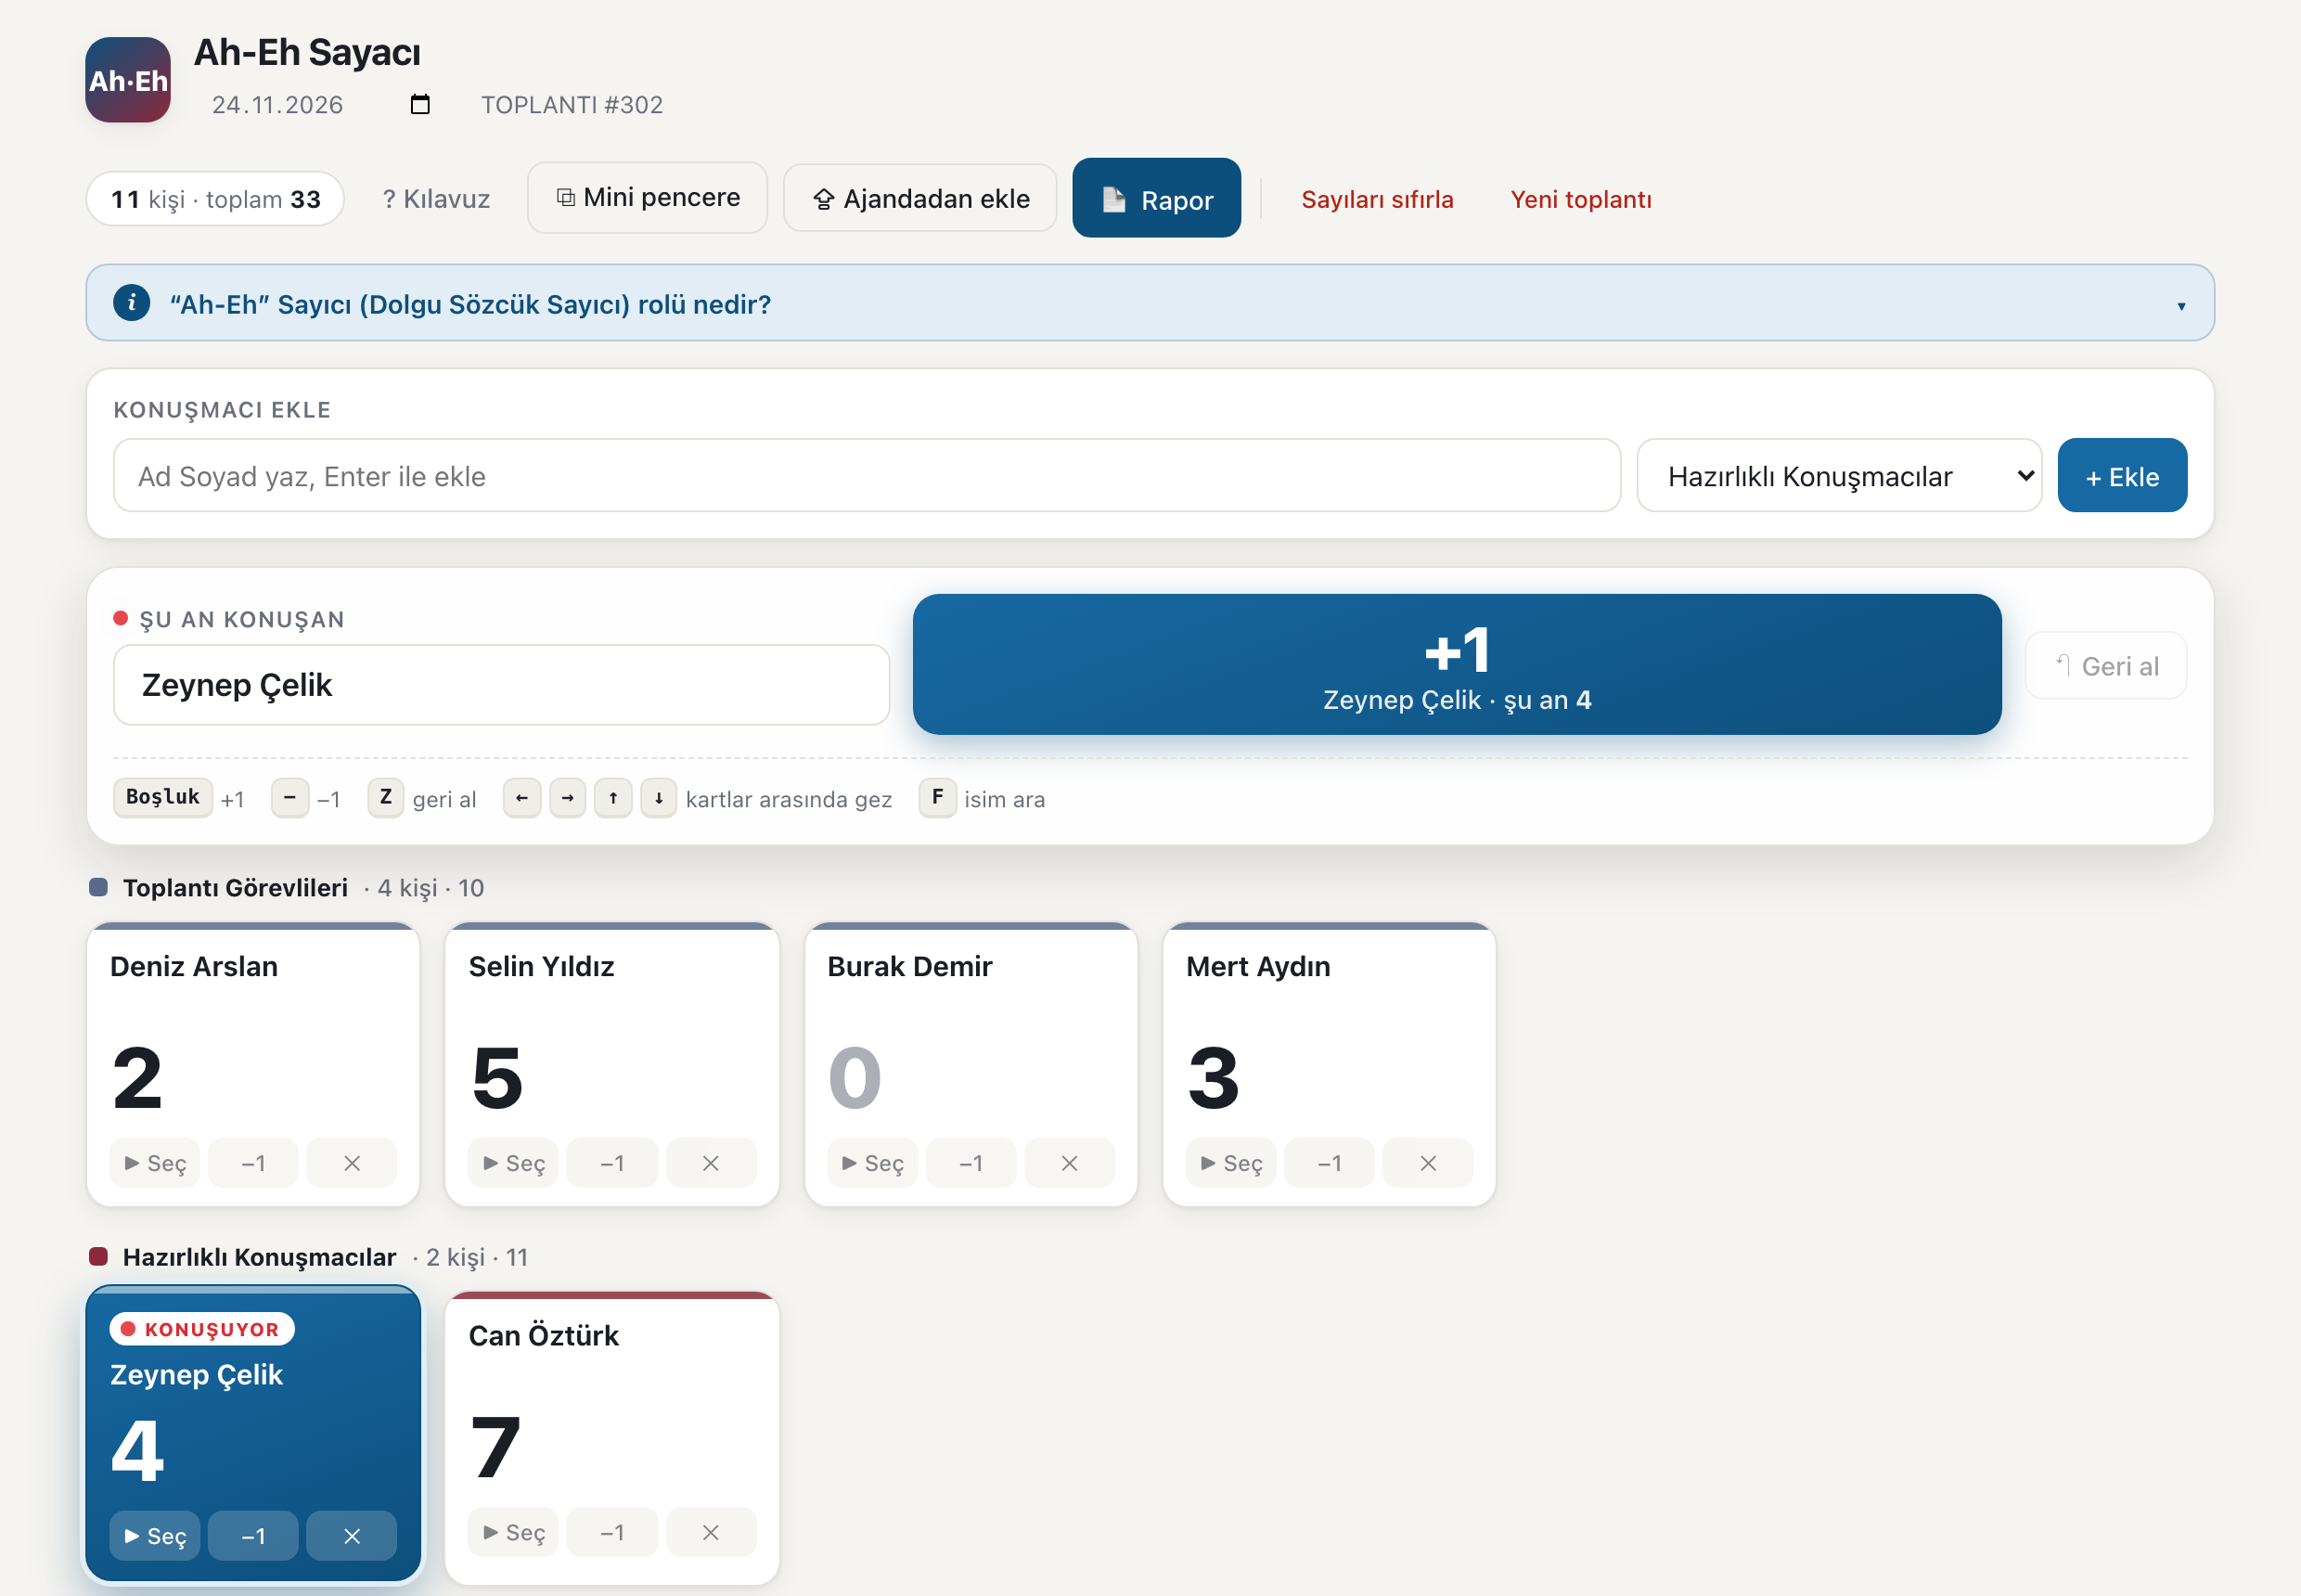 Ah·Eh
Ah-Eh Sayacı
24.11.2026 TOPLANTI #302
11 kişi · toplam 33 ? Kılavuz Mini pencere Ajandadan ekle Rapor Sayıları sıfırla Yeni toplantı
i “Ah-Eh” Sayıcı (Dolgu Sözcük Sayıcı) rolü nedir? ▾
KONUŞMACI EKLE
Ad Soyad yaz, Enter ile ekle Hazırlıklı Konuşmacılar + Ekle
ŞU AN KONUŞAN
Zeynep Çelik
+1
Zeynep Çelik · şu an 4
Geri al
Boşluk +1 − −1 Z geri al ← → ↑ ↓ kartlar arasında gez F isim ara
Toplantı Görevlileri · 4 kişi · 10
Deniz Arslan Selin Yıldız Burak Demir Mert Aydın
2 5 0 3
▶ Seç −1 × ▶ Seç −1 × ▶ Seç −1 × ▶ Seç −1 ×
Hazırlıklı Konuşmacılar · 2 kişi · 11
KONUŞUYOR
Zeynep Çelik Can Öztürk
4 7
▶ Seç −1 × ▶ Seç −1 ×